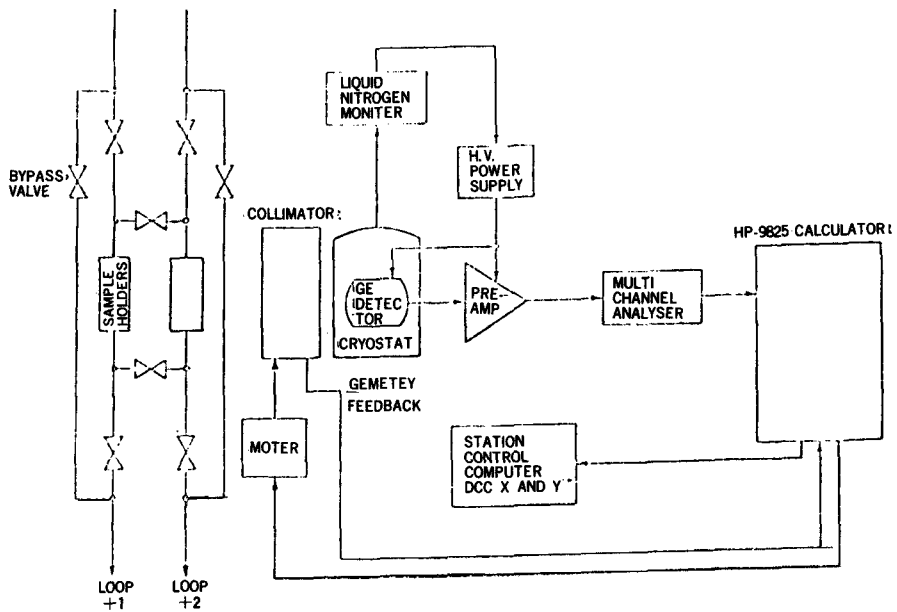 LIQUID
NITROGEN
MONITER
H.V.
POWER
SUPPLY
BYPASS
VALVE
COLLIMATOR
HP-9825 CALCULATOR
SAMPLE
HOLDERS
GE
DETEC
TOR
CRYOSTAT
PRE-
AMP
MULTI
CHANNEL
ANALYSER
GEMETEY
FEEDBACK
MOTER
STATION
CONTROL
COMPUTER
DCC X AND Y
LOOP
+1
LOOP
+2